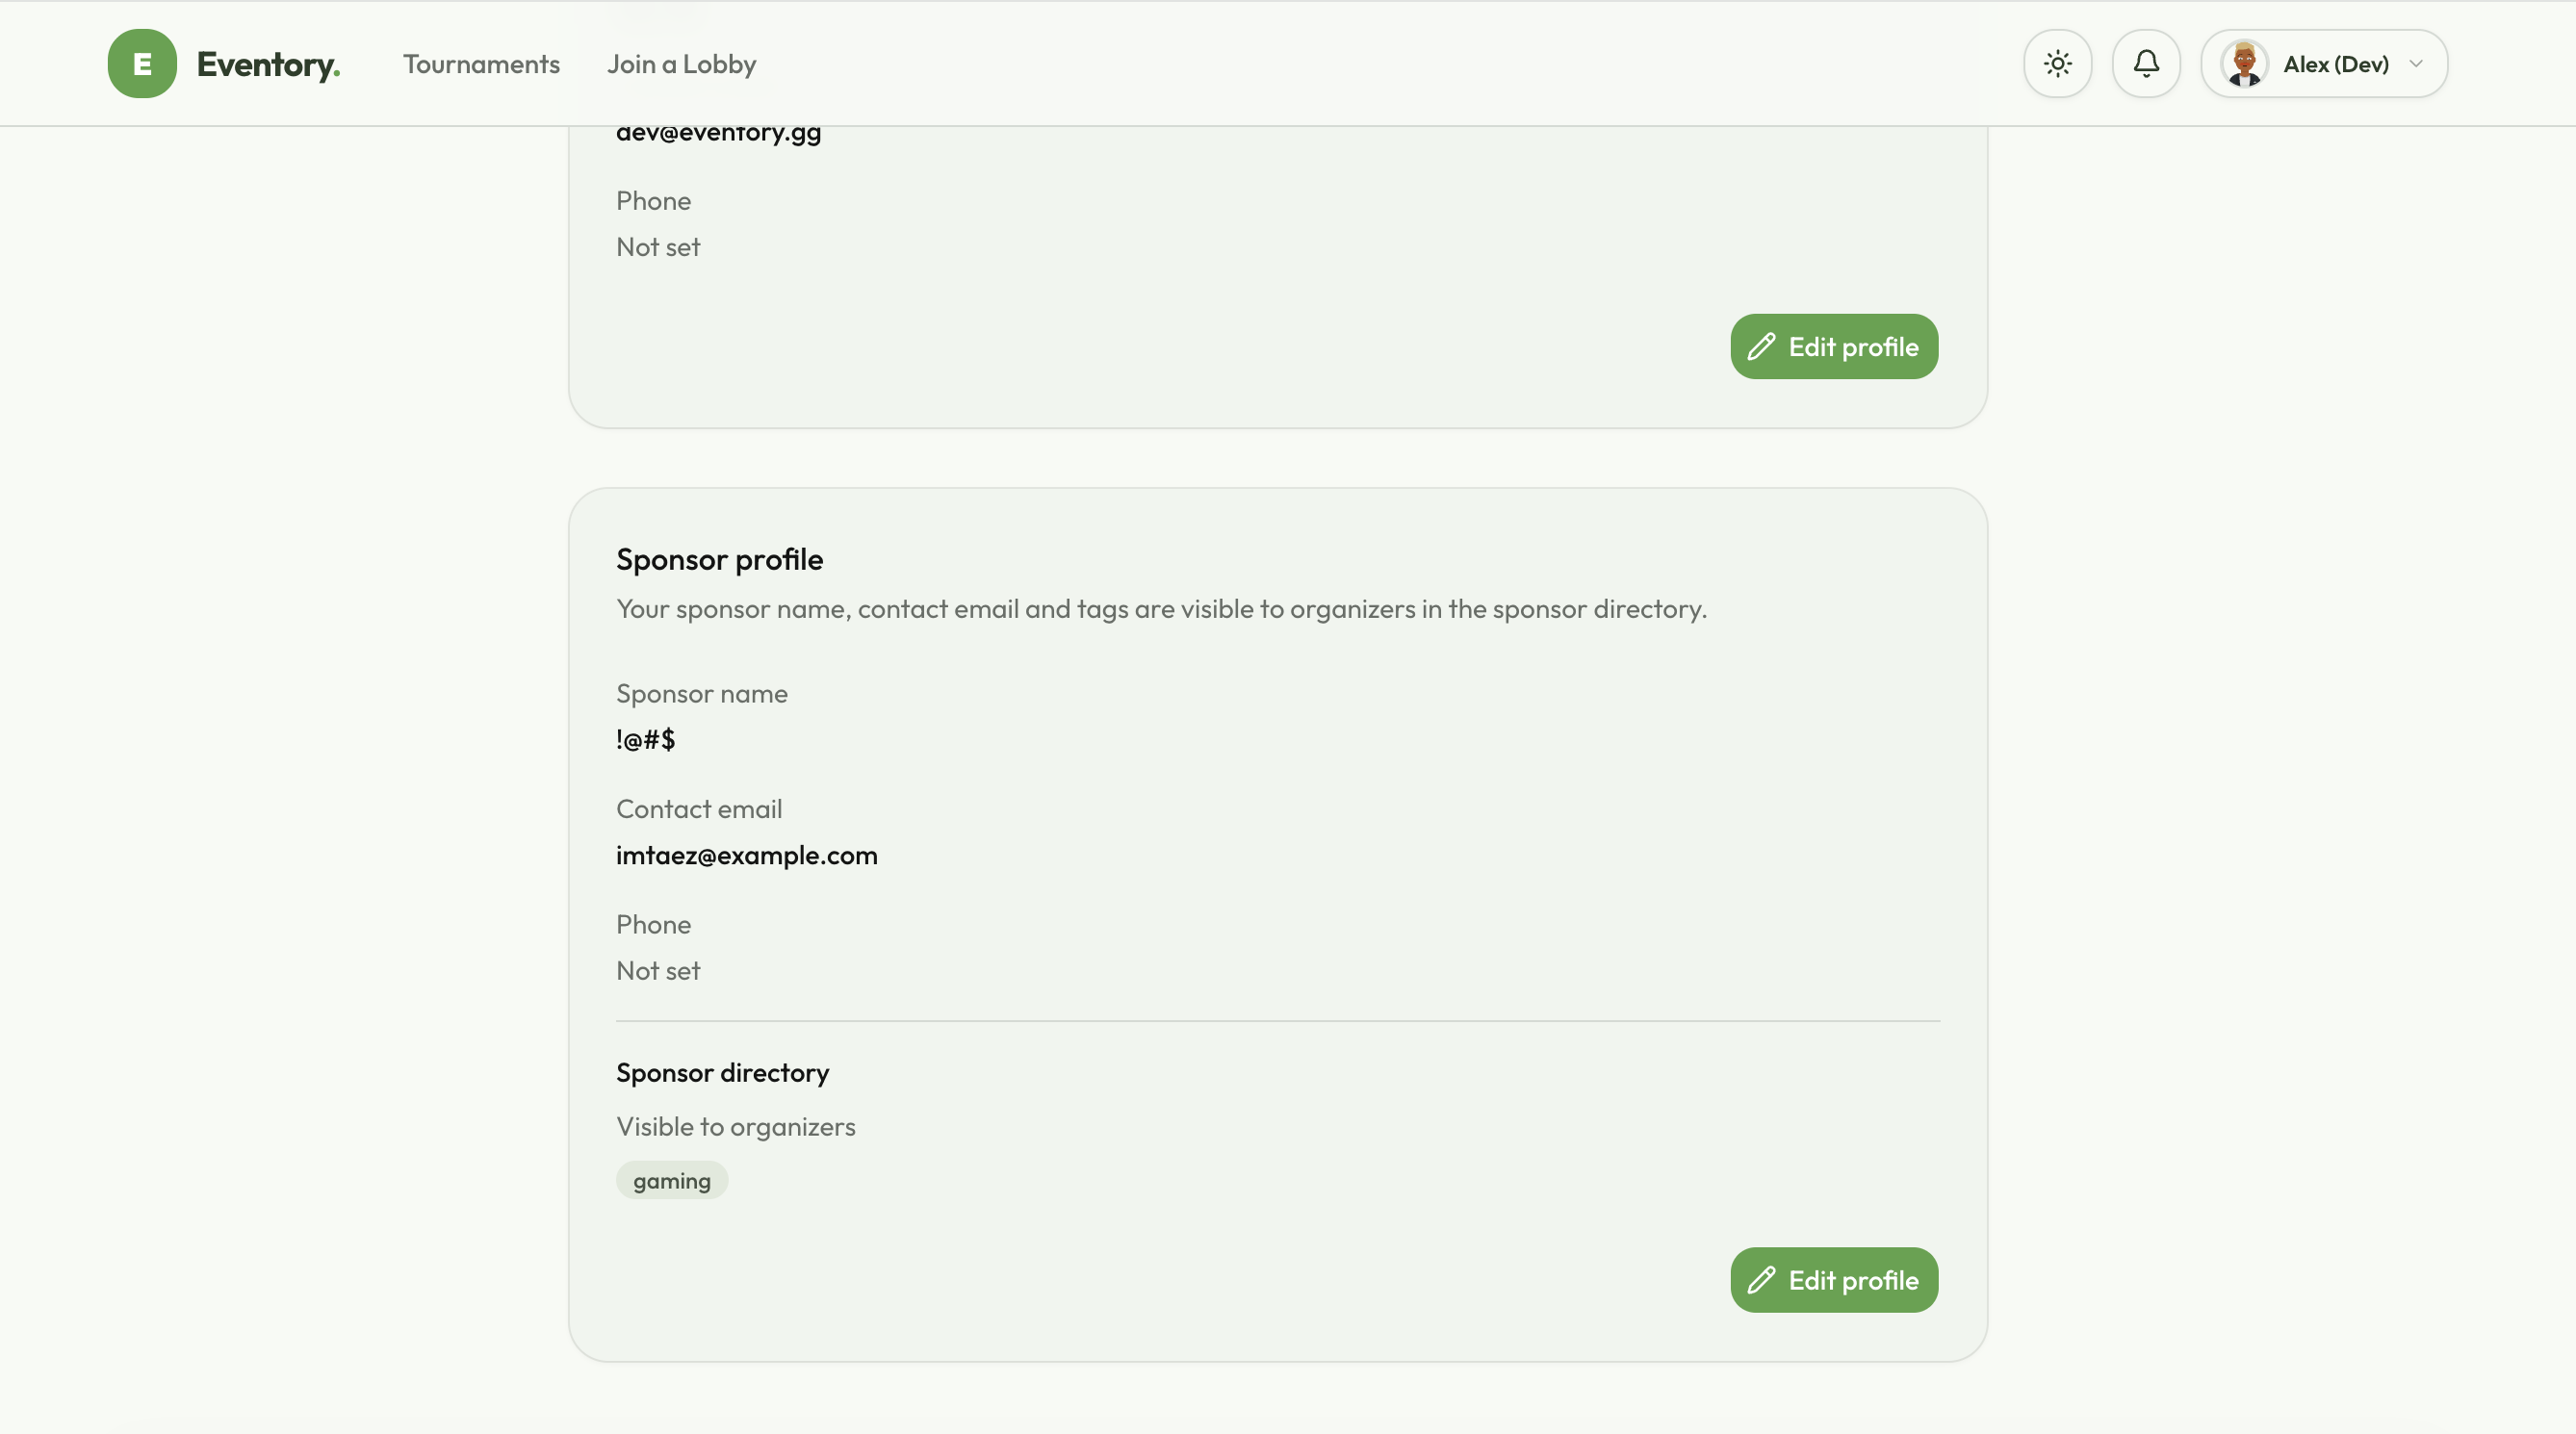 E Eventory. Tournaments Join a Lobby Alex (Dev)
dev@eventory.gg
Phone
Not set
Edit profile
Sponsor profile
Your sponsor name, contact email and tags are visible to organizers in the sponsor directory.
Sponsor name
!@#$
Contact email
imtaez@example.com
Phone
Not set
Sponsor directory
Visible to organizers
gaming
Edit profile